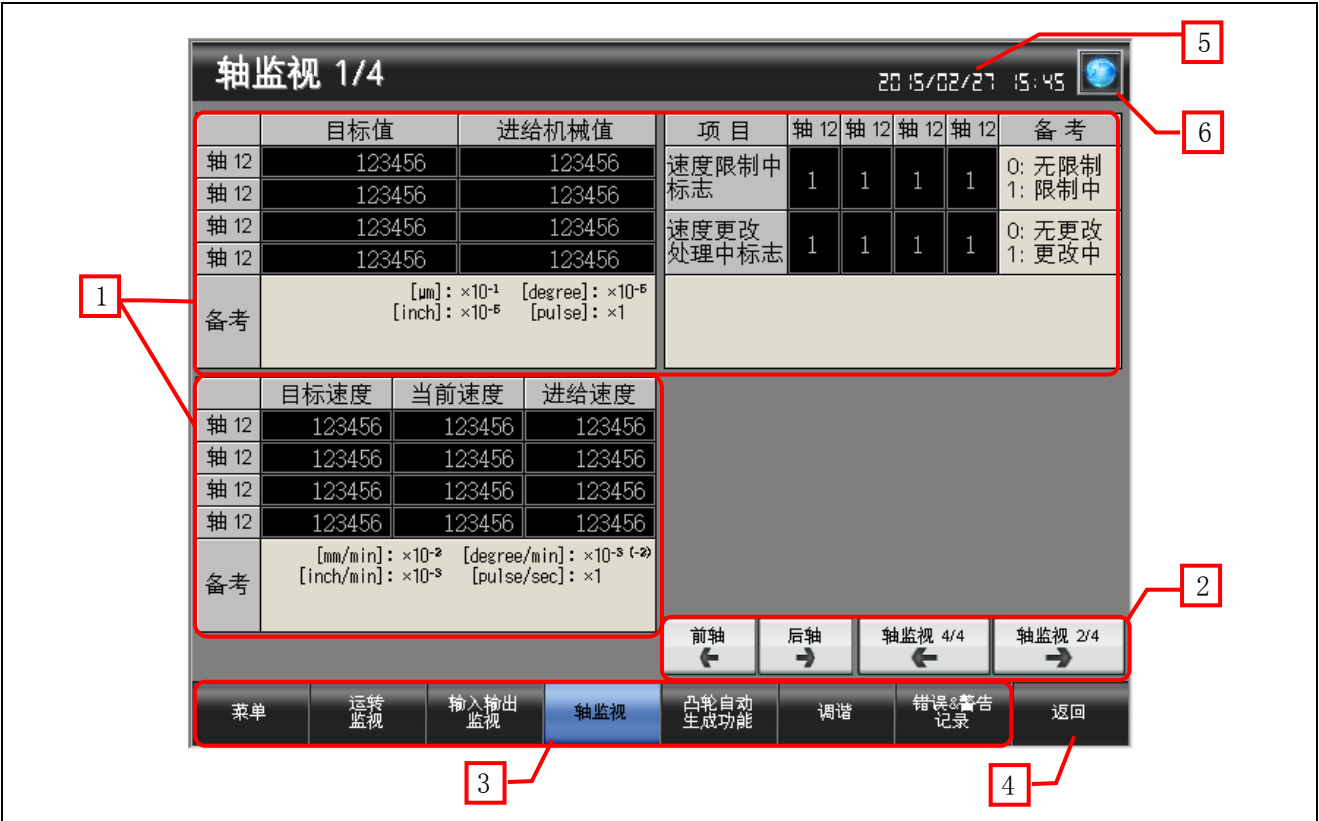 轴监视 1/4
2015/02/27 15:45
5
6
目标值 进给机械值
轴 12 123456 123456
轴 12 123456 123456
轴 12 123456 123456
轴 12 123456 123456
备考
[μm]：×10-1 [degree]：×10-5
[inch]：×10-5 [pulse]：×1
项 目 轴 12 轴 12 轴 12 轴 12 备 考
速度限制中
标志
1 1 1 1
0: 无限制
1: 限制中
速度更改
处理中标志
1 1 1 1
0: 无更改
1: 更改中
1
目标速度 当前速度 进给速度
轴 12 123456 123456 123456
轴 12 123456 123456 123456
轴 12 123456 123456 123456
轴 12 123456 123456 123456
备考
[mm/min]：×10-2 [degree/min]：×10-3 (-2)
[inch/min]：×10-3 [pulse/sec]：×1
2
前轴 后轴 轴监视 4/4 轴监视 2/4
菜单
运转
监视
输入输出
监视
轴监视
凸轮自动
生成功能
调谐
错误&警告
记录
返回
3
4